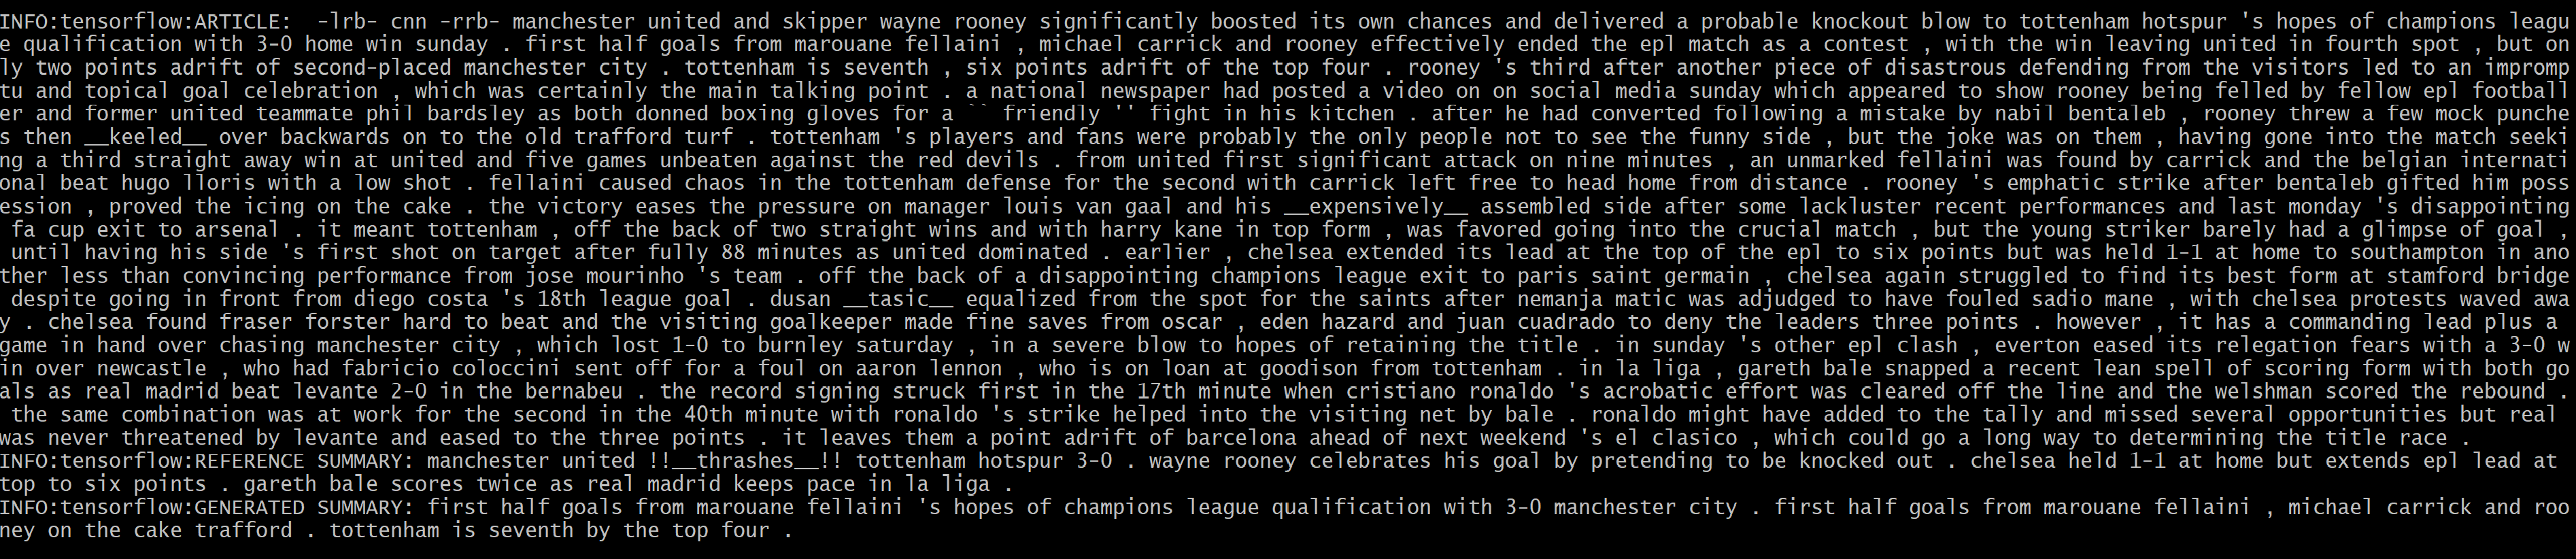 INFO:tensorflow:ARTICLE:  -lrb- cnn -rrb- manchester united and skipper wayne rooney significantly boosted its own chances and delivered a probable knockout blow to tottenham hotspur 's hopes of champions leagu
e qualification with 3-0 home win sunday . first half goals from marouane fellaini , michael carrick and rooney effectively ended the epl match as a contest , with the win leaving united in fourth spot , but on
ly two points adrift of second-placed manchester city . tottenham is seventh , six points adrift of the top four . rooney 's third after another piece of disastrous defending from the visitors led to an impromp
tu and topical goal celebration , which was certainly the main talking point . a national newspaper had posted a video on on social media sunday which appeared to show rooney being felled by fellow epl football
er and former united teammate phil bardsley as both donned boxing gloves for a `` friendly '' fight in his kitchen . after he had converted following a mistake by nabil bentaleb , rooney threw a few mock punche
s then __keeled__ over backwards on to the old trafford turf . tottenham 's players and fans were probably the only people not to see the funny side , but the joke was on them , having gone into the match seeki
ng a third straight away win at united and five games unbeaten against the red devils . from united first significant attack on nine minutes , an unmarked fellaini was found by carrick and the belgian internati
onal beat hugo lloris with a low shot . fellaini caused chaos in the tottenham defense for the second with carrick left free to head home from distance . rooney 's emphatic strike after bentaleb gifted him poss
ession , proved the icing on the cake . the victory eases the pressure on manager louis van gaal and his __expensively__ assembled side after some lackluster recent performances and last monday 's disappointing
 fa cup exit to arsenal . it meant tottenham , off the back of two straight wins and with harry kane in top form , was favored going into the crucial match , but the young striker barely had a glimpse of goal ,
 until having his side 's first shot on target after fully 88 minutes as united dominated . earlier , chelsea extended its lead at the top of the epl to six points but was held 1-1 at home to southampton in ano
ther less than convincing performance from jose mourinho 's team . off the back of a disappointing champions league exit to paris saint germain , chelsea again struggled to find its best form at stamford bridge
 despite going in front from diego costa 's 18th league goal . dusan __tasic__ equalized from the spot for the saints after nemanja matic was adjudged to have fouled sadio mane , with chelsea protests waved awa
y . chelsea found fraser forster hard to beat and the visiting goalkeeper made fine saves from oscar , eden hazard and juan cuadrado to deny the leaders three points . however , it has a commanding lead plus a
game in hand over chasing manchester city , which lost 1-0 to burnley saturday , in a severe blow to hopes of retaining the title . in sunday 's other epl clash , everton eased its relegation fears with a 3-0 w
in over newcastle , who had fabricio coloccini sent off for a foul on aaron lennon , who is on loan at goodison from tottenham . in la liga , gareth bale snapped a recent lean spell of scoring form with both go
als as real madrid beat levante 2-0 in the bernabeu . the record signing struck first in the 17th minute when cristiano ronaldo 's acrobatic effort was cleared off the line and the welshman scored the rebound .
 the same combination was at work for the second in the 40th minute with ronaldo 's strike helped into the visiting net by bale . ronaldo might have added to the tally and missed several opportunities but real
was never threatened by levante and eased to the three points . it leaves them a point adrift of barcelona ahead of next weekend 's el clasico , which could go a long way to determining the title race .
INFO:tensorflow:REFERENCE SUMMARY: manchester united !!__thrashes__!! tottenham hotspur 3-0 . wayne rooney celebrates his goal by pretending to be knocked out . chelsea held 1-1 at home but extends epl lead at
top to six points . gareth bale scores twice as real madrid keeps pace in la liga .
INFO:tensorflow:GENERATED SUMMARY: first half goals from marouane fellaini 's hopes of champions league qualification with 3-0 manchester city . first half goals from marouane fellaini , michael carrick and roo
ney on the cake trafford . tottenham is seventh by the top four .